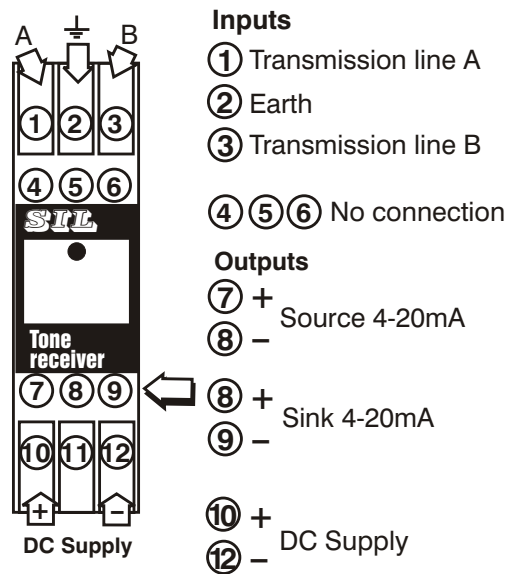 A ⏚ B
1 2 3
4 5 6
SIL
Tone
receiver
7 8 9
10 11 12
+ −
DC Supply
Inputs
1 Transmission line A
2 Earth
3 Transmission line B
4 5 6 No connection
Outputs
7 +
8 −
Source 4-20mA
8 +
9 −
Sink 4-20mA
10 +
12 −
DC Supply